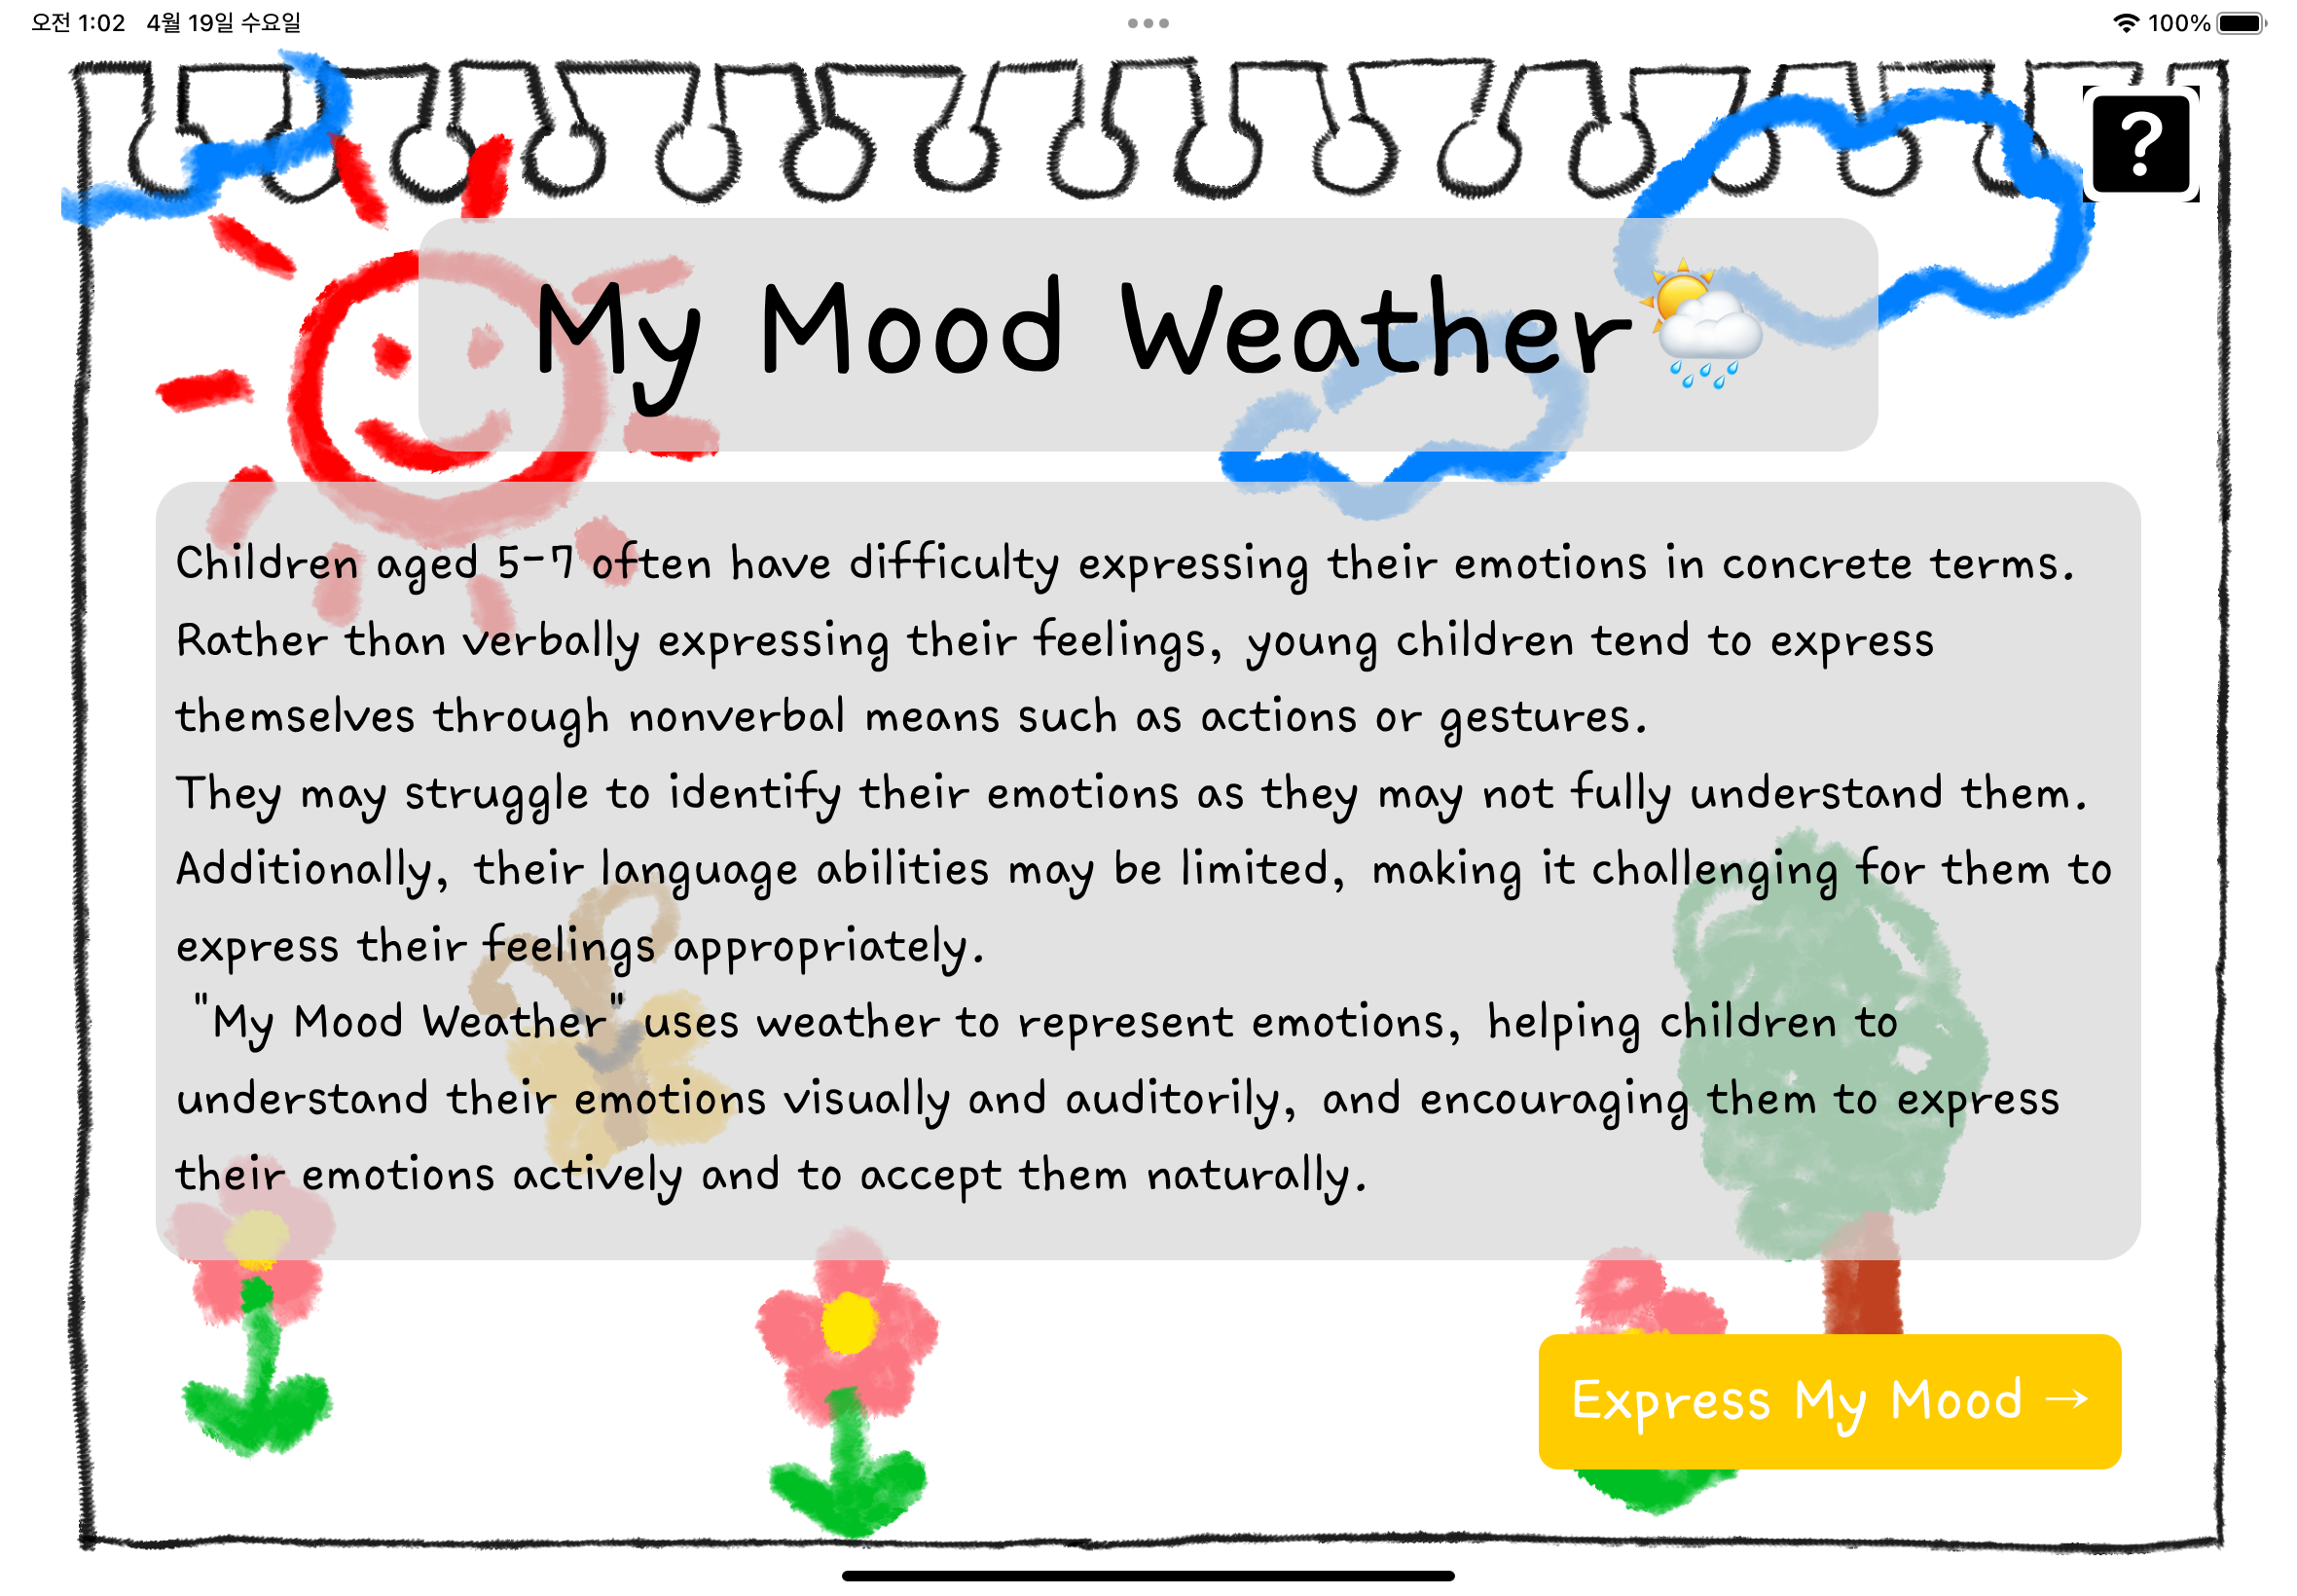 오전 1:02 4월 19일 수요일
100%
?
My Mood Weather🌦️
Children aged 5-7 often have difficulty expressing their emotions in concrete terms.
Rather than verbally expressing their feelings, young children tend to express
themselves through nonverbal means such as actions or gestures.
They may struggle to identify their emotions as they may not fully understand them.
Additionally, their language abilities may be limited, making it challenging for them to
express their feelings appropriately.
"My Mood Weather" uses weather to represent emotions, helping children to
understand their emotions visually and auditorily, and encouraging them to express
their emotions actively and to accept them naturally.
Express My Mood →